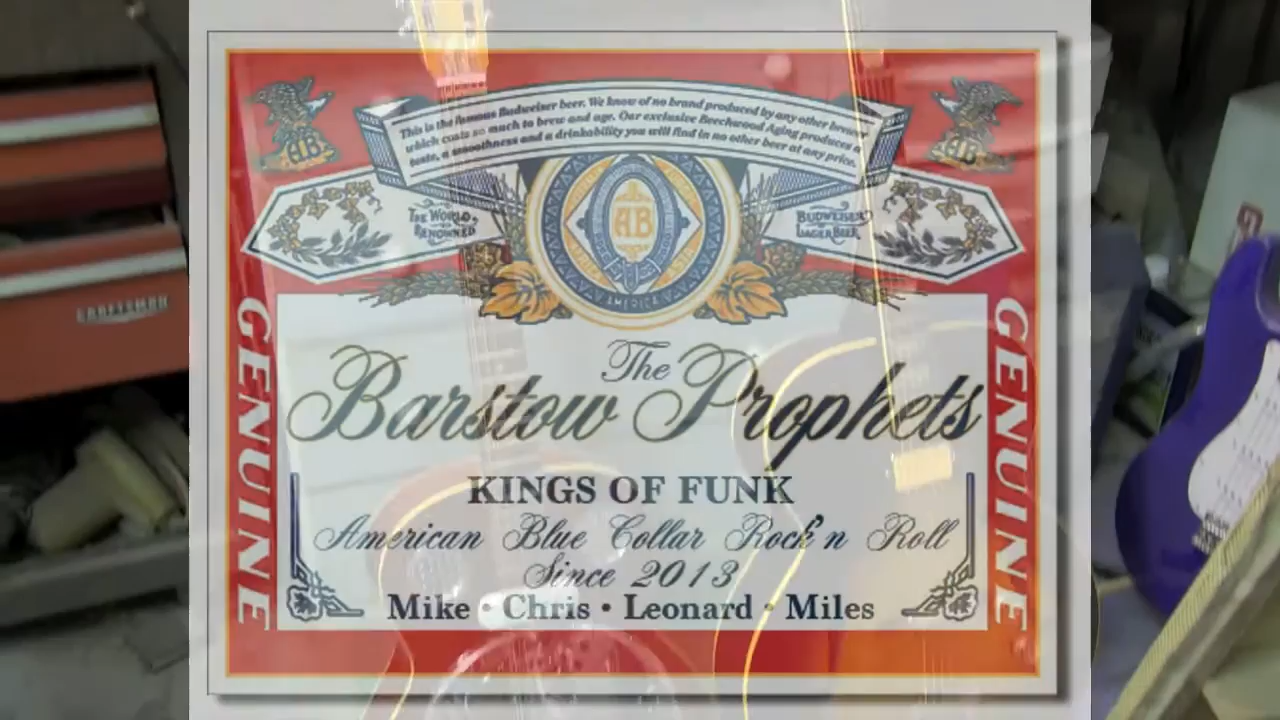 This is the famous Budweiser beer. We know of no brand produced by any other brewer
which costs so much to brew and age. Our exclusive Beechwood Aging produces a
taste, a smoothness and a drinkability you will find in no other beer at any price.
AB
AB
THE WORLD
RENOWNED
AB
BUDWEISER
LAGER BEER
AMERICA
CRAFTSMAN
GENUINE
GENUINE
The
Barstow Prophets
KINGS OF FUNK
American Blue Collar Rock'n Roll
Since 2013
Mike • Chris • Leonard • Miles